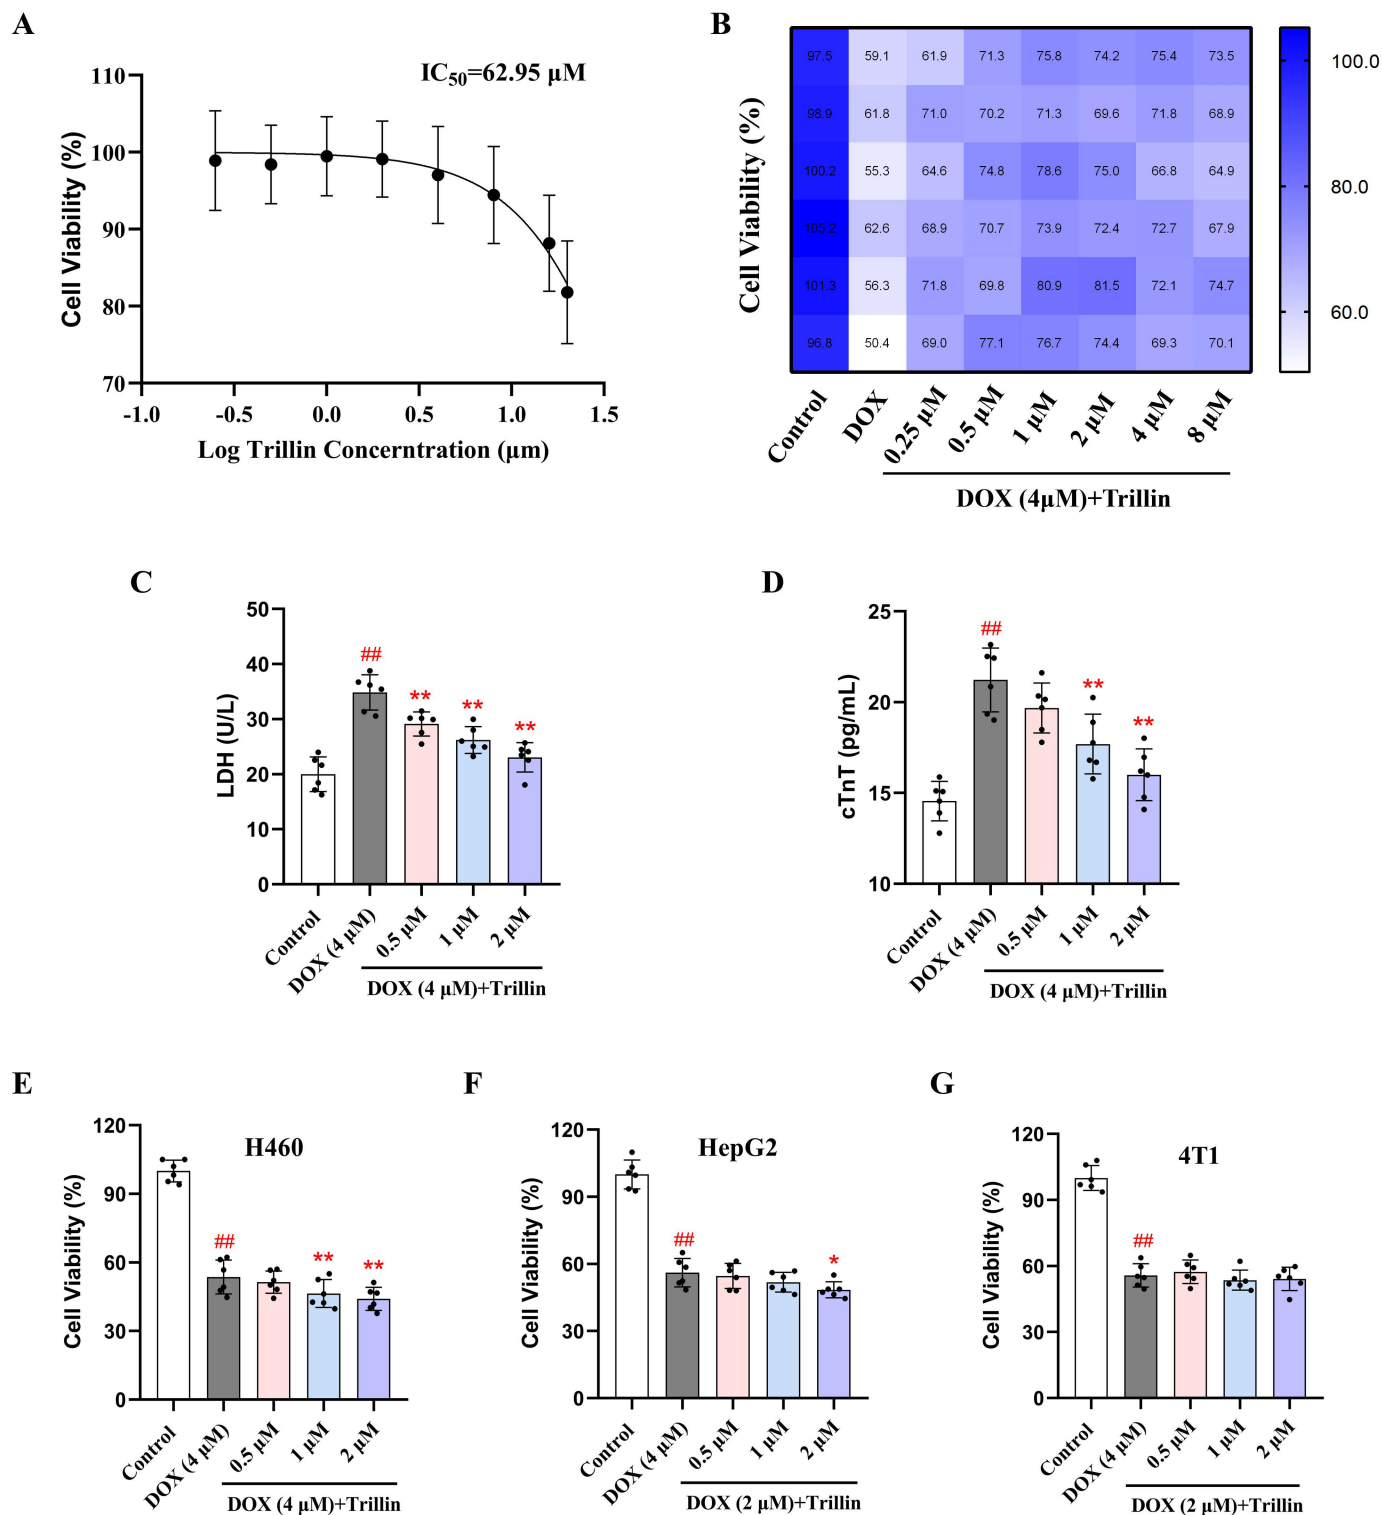 A
IC50=62.95 μM
110
100
90
80
70
-1.0 -0.5 0.0 0.5 1.0 1.5
Cell Viability (%)
Log Trillin Concerntration (μm)
B
Cell Viability (%)
97.5 59.1 61.9 71.3 75.8 74.2 75.4 73.5
98.9 61.8 71.0 70.2 71.3 69.6 71.8 68.9
100.2 55.3 64.6 74.8 78.6 75.0 66.8 64.9
105.2 62.6 68.9 70.7 73.9 72.4 72.7 67.9
101.3 56.3 71.8 69.8 80.9 81.5 72.1 74.7
96.8 50.4 69.0 77.1 76.7 74.4 69.3 70.1
100.0
80.0
60.0
Control DOX 0.25 μM 0.5 μM 1 μM 2 μM 4 μM 8 μM
DOX (4μM)+Trillin
C
LDH (U/L)
50
40
30
20
10
0
## ** ** **
Control DOX (4 μM) 0.5 μM 1 μM 2 μM
DOX (4 μM)+Trillin
D
cTnT (pg/mL)
25
20
15
10
## ** **
Control DOX (4 μM) 0.5 μM 1 μM 2 μM
DOX (4 μM)+Trillin
E
H460
Cell Viability (%)
120
90
60
30
0
## ** **
Control DOX (4 μM) 0.5 μM 1 μM 2 μM
DOX (4 μM)+Trillin
F
HepG2
Cell Viability (%)
120
90
60
30
0
## *
Control DOX (4 μM) 0.5 μM 1 μM 2 μM
DOX (2 μM)+Trillin
G
4T1
Cell Viability (%)
120
90
60
30
0
##
Control DOX (4 μM) 0.5 μM 1 μM 2 μM
DOX (2 μM)+Trillin